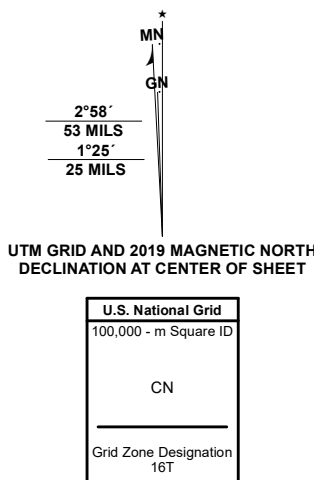 ★
MN
GN
2°58´
53 MILS
1°25´
25 MILS
UTM GRID AND 2019 MAGNETIC NORTH
DECLINATION AT CENTER OF SHEET
U.S. National Grid
100,000 - m Square ID
CN
Grid Zone Designation
16T